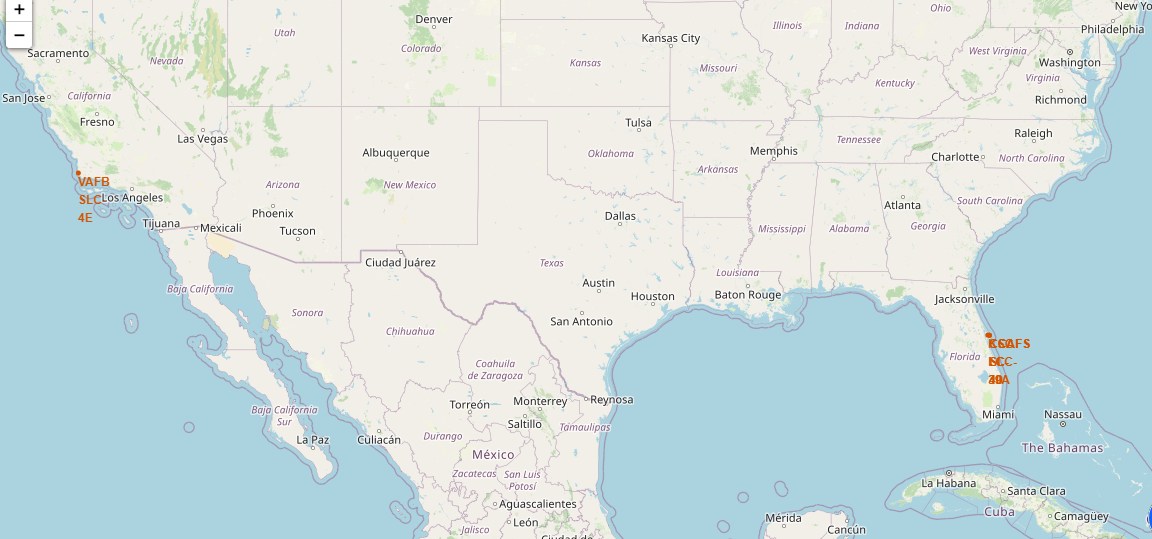 +
New Yo
Ohio
Denver
Illinois
Indiana
Utah
Philadelphia
−
Kansas City
Colorado
West Virginia
Sacramento
Nevada
Kansas
Washington
Missouri
Virginia
Kentucky
San Jose
California
Richmond
Fresno
Tulsa
Raleigh
Las Vegas
Tennessee
Albuquerque
Oklahoma
Memphis
Charlotte
North Carolina
Arkansas
VAFB
SLC-
4E
Arizona
New Mexico
Los Angeles
South Carolina
Atlanta
Phoenix
Dallas
Tijuana
Mexicali
Tucson
Mississippi
Alabama
Georgia
Ciudad Juárez
Texas
Louisiana
Austin
Baja California
Houston
Baton Rouge
Jacksonville
Sonora
San Antonio
Chihuahua
Florida
Coahuila
de Zaragoza
Baja California
Sur
Torreón
Monterrey
Reynosa
Miami
Nassau
Saltillo
Tamaulipas
La Paz
Culiacán
Durango
The Bahamas
México
Zacatecas
San Luis
Potosí
La Habana
Santa Clara
Aguascalientes
Cuba
León
Mérida
Camagüey
Jalisco
Cancún
Ciudad de